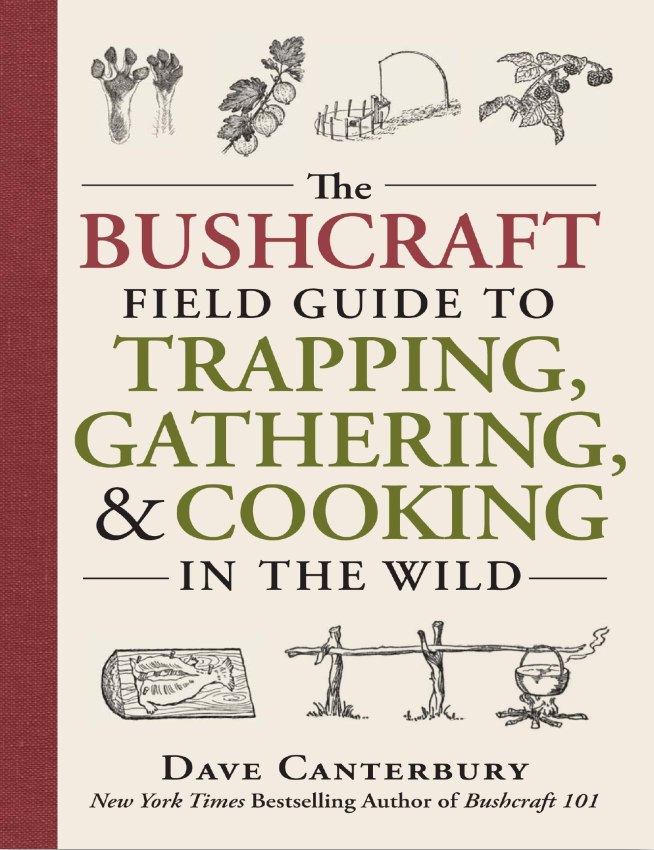 The
BUSHCRAFT
FIELD GUIDE TO
TRAPPING,
GATHERING,
& COOKING
IN THE WILD
DAVE CANTERBURY
New York Times Bestselling Author of Bushcraft 101